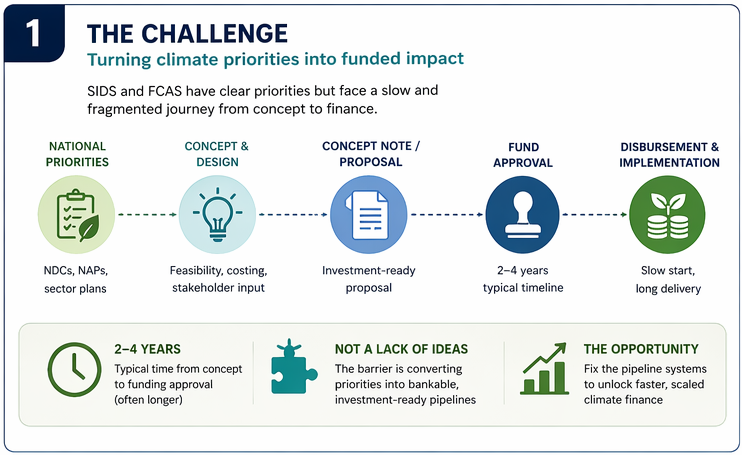 1
THE CHALLENGE
Turning climate priorities into funded impact
SIDS and FCAS have clear priorities but face a slow and
fragmented journey from concept to finance.
NATIONAL
PRIORITIES
NDCs, NAPs,
sector plans
CONCEPT &
DESIGN
Feasibility, costing,
stakeholder input
CONCEPT NOTE /
PROPOSAL
Investment-ready
proposal
FUND
APPROVAL
2–4 years
typical timeline
DISBURSEMENT &
IMPLEMENTATION
Slow start,
long delivery
2–4 YEARS
Typical time from concept
to funding approval
(often longer)
NOT A LACK OF IDEAS
The barrier is converting
priorities into bankable,
investment-ready pipelines
THE OPPORTUNITY
Fix the pipeline systems
to unlock faster, scaled
climate finance